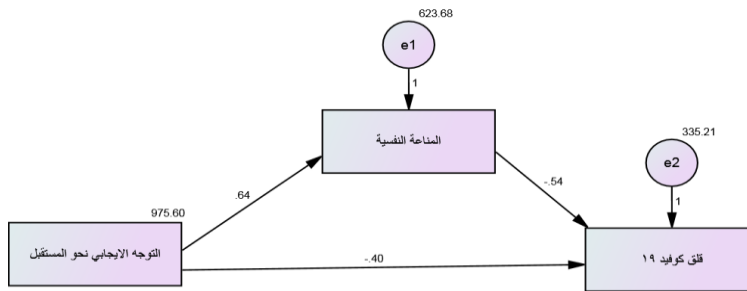 623.68
e1
1
المناعة النفسية
335.21
e2
.64
-.54
1
975.60
التوجه الايجابي نحو المستقبل
-.40
قلق كوفيد ١٩